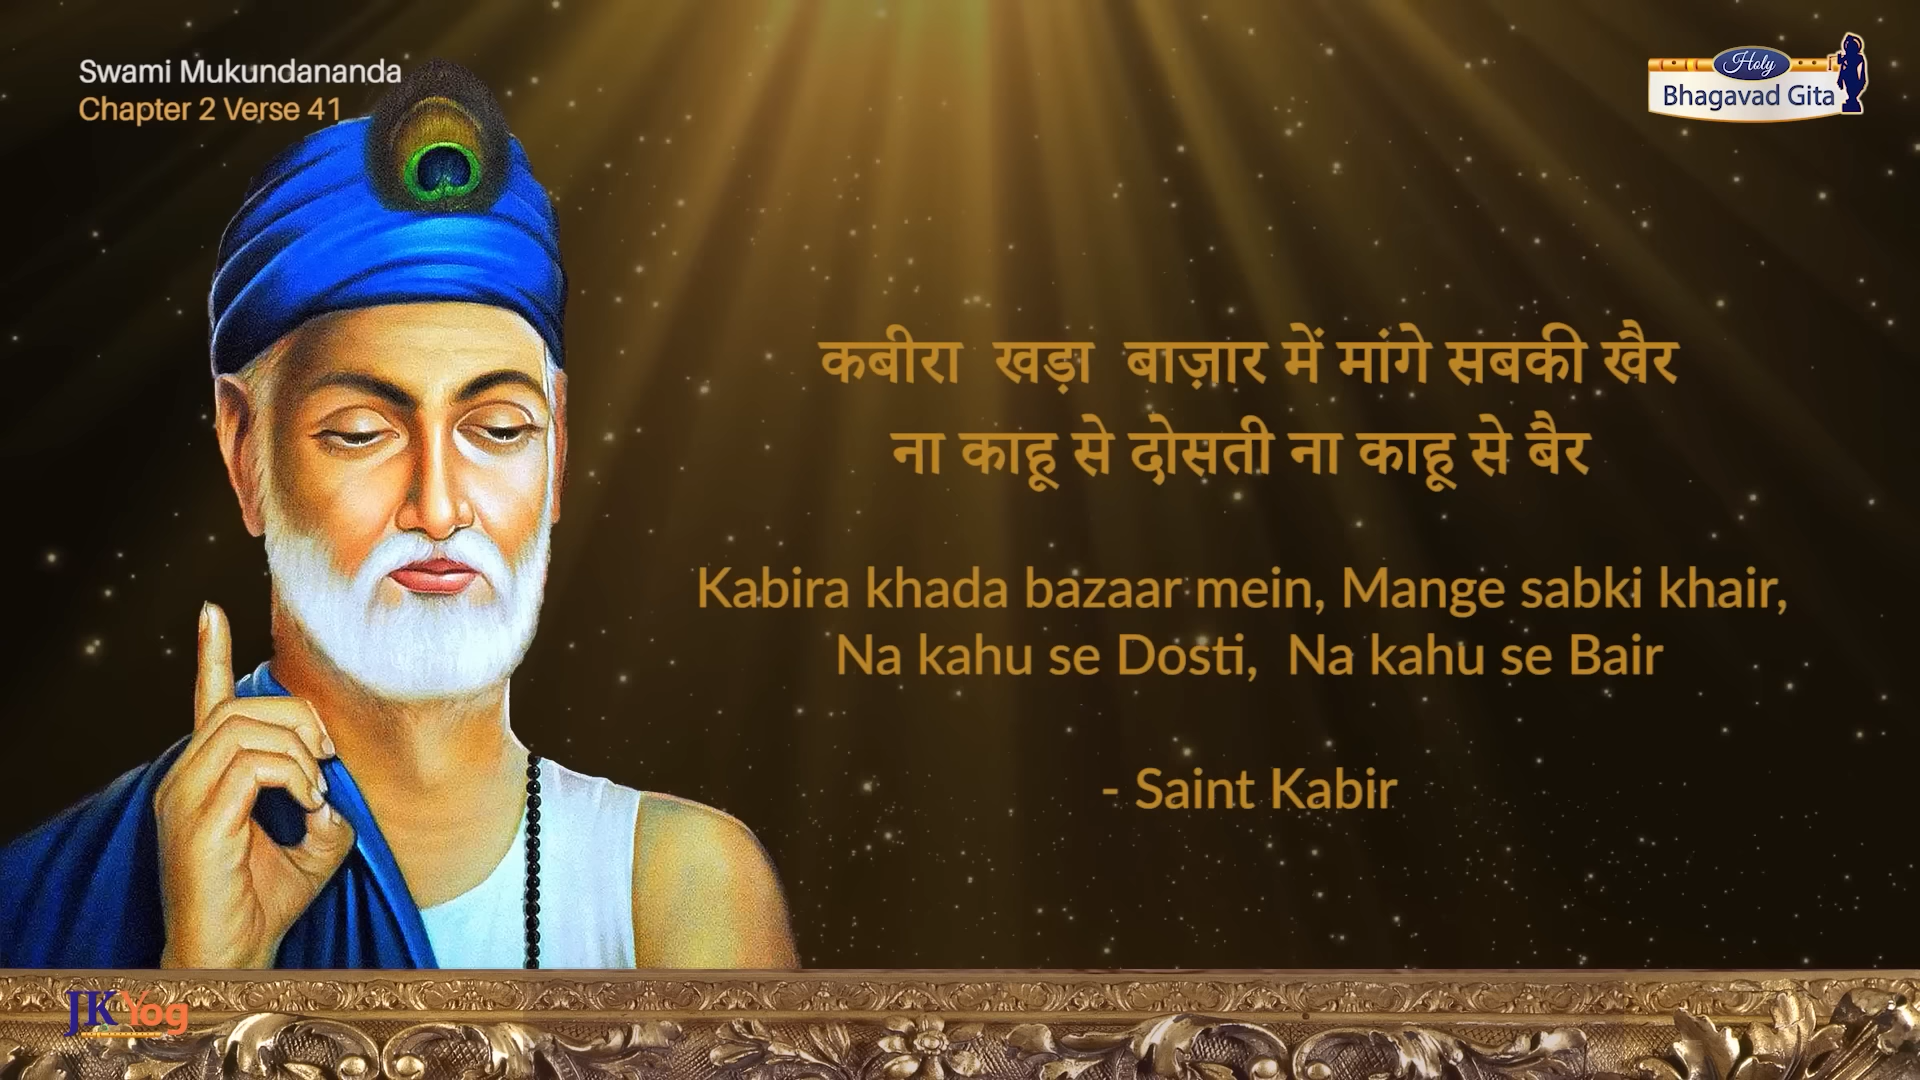 Swami Mukundananda
Chapter 2 Verse 41
Holy
Bhagavad Gita
कबीरा खड़ा बाज़ार में मांगे सबकी खैर
ना काहू से दोसती ना काहू से बैर
Kabira khada bazaar mein, Mange sabki khair,
Na kahu se Dosti, Na kahu se Bair
- Saint Kabir
JKYog